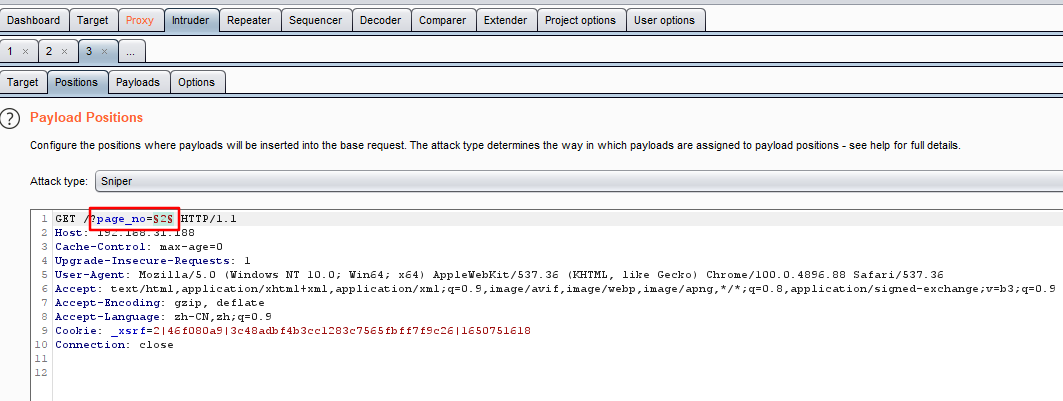 Dashboard Target Proxy Intruder Repeater Sequencer Decoder Comparer Extender Project options User options
1 × 2 × 3 × ...
Target Positions Payloads Options
? Payload Positions
Configure the positions where payloads will be inserted into the base request. The attack type determines the way in which payloads are assigned to payload positions - see help for full details.
Attack type: Sniper
1 GET /?page_no=§2§ HTTP/1.1
2 Host: 192.168.31.188
3 Cache-Control: max-age=0
4 Upgrade-Insecure-Requests: 1
5 User-Agent: Mozilla/5.0 (Windows NT 10.0; Win64; x64) AppleWebKit/537.36 (KHTML, like Gecko) Chrome/100.0.4896.88 Safari/537.36
6 Accept: text/html,application/xhtml+xml,application/xml;q=0.9,image/avif,image/webp,image/apng,*/*;q=0.8,application/signed-exchange;v=b3;q=0.9
7 Accept-Encoding: gzip, deflate
8 Accept-Language: zh-CN,zh;q=0.9
9 Cookie: _xsrf=2|46f080a9|3c48adbf4b3cc1283c7565fbff7f9c26|1650751618
10 Connection: close
11
12